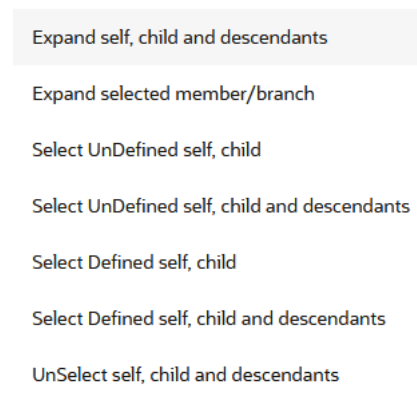 Expand self, child and descendants
Expand selected member/branch
Select UnDefined self, child
Select UnDefined self, child and descendants
Select Defined self, child
Select Defined self, child and descendants
UnSelect self, child and descendants